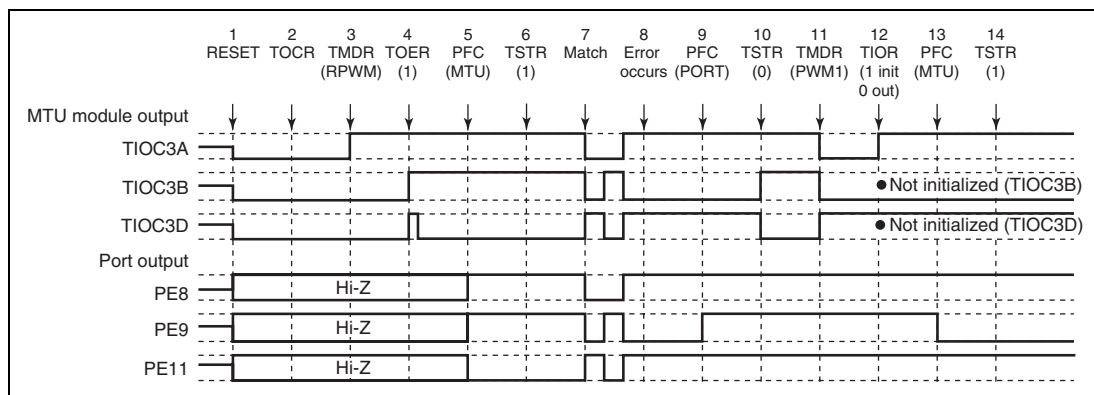 1 RESET
2 TOCR
3 TMDR (RPWM)
4 TOER (1)
5 PFC (MTU)
6 TSTR (1)
7 Match
8 Error occurs
9 PFC (PORT)
10 TSTR (0)
11 TMDR (PWM1)
12 TIOR (1 init 0 out)
13 PFC (MTU)
14 TSTR (1)
MTU module output
TIOC3A
TIOC3B
● Not initialized (TIOC3B)
TIOC3D
● Not initialized (TIOC3D)
Port output
PE8
Hi-Z
PE9
Hi-Z
PE11
Hi-Z